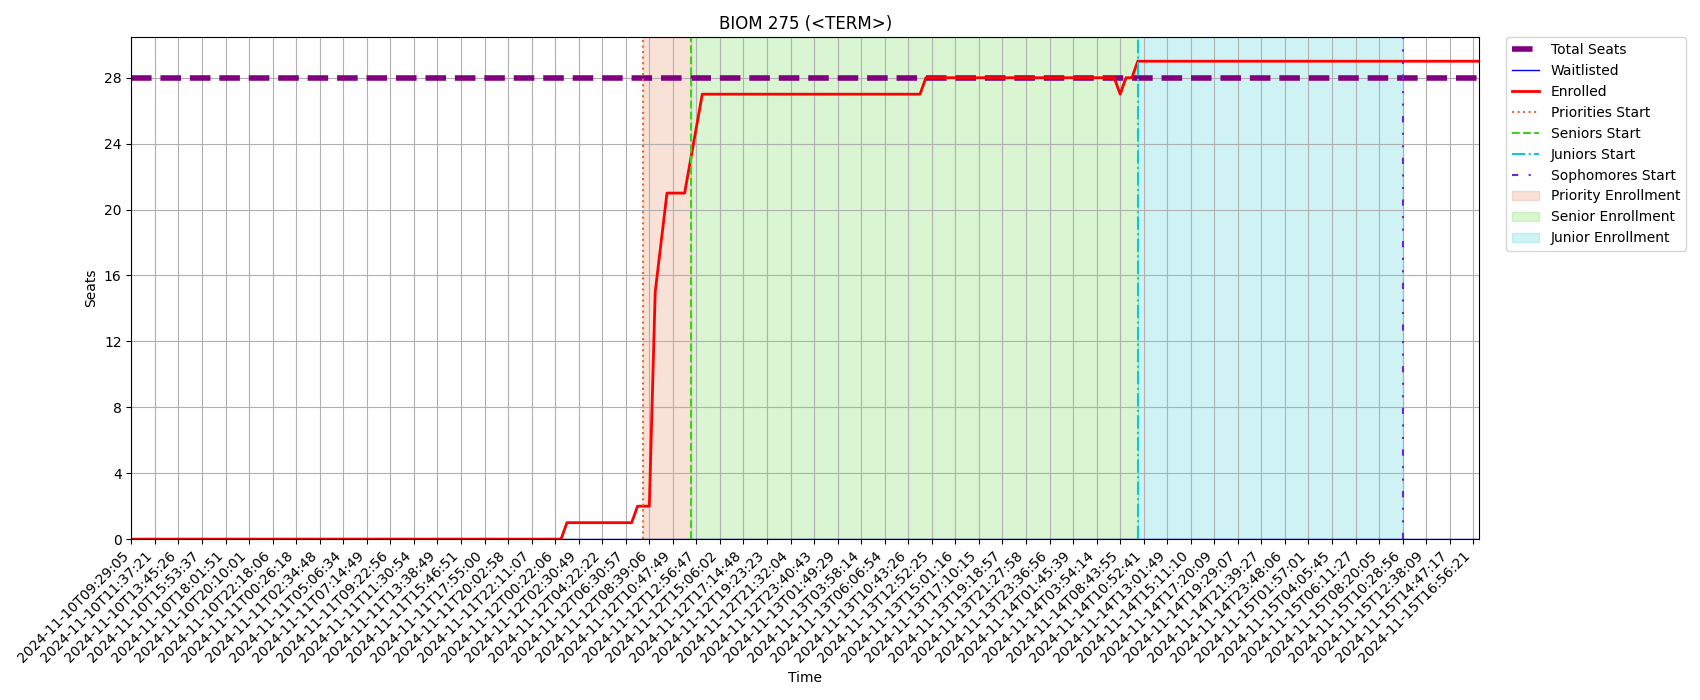 BIOM 275 (<TERM>)
Total Seats
Waitlisted
Enrolled
Priorities Start
Seniors Start
Juniors Start
Sophomores Start
Priority Enrollment
Senior Enrollment
Junior Enrollment
Seats
28
24
20
16
12
8
4
0
2024-11-10T09:29:05
2024-11-10T11:37:21
2024-11-10T13:45:26
2024-11-10T15:53:37
2024-11-10T18:01:51
2024-11-10T20:10:01
2024-11-10T22:18:06
2024-11-11T00:26:18
2024-11-11T02:34:48
2024-11-11T05:06:34
2024-11-11T07:14:49
2024-11-11T09:22:56
2024-11-11T11:30:54
2024-11-11T13:38:49
2024-11-11T15:46:51
2024-11-11T17:55:00
2024-11-11T20:02:58
2024-11-11T22:11:07
2024-11-12T00:22:06
2024-11-12T02:30:49
2024-11-12T04:22:22
2024-11-12T06:30:57
2024-11-12T08:39:06
2024-11-12T10:47:49
2024-11-12T12:56:47
2024-11-12T15:06:02
2024-11-12T17:14:48
2024-11-12T19:23:23
2024-11-12T21:32:04
2024-11-12T23:40:43
2024-11-13T01:49:29
2024-11-13T03:58:14
2024-11-13T06:06:54
2024-11-13T10:43:26
2024-11-13T12:52:25
2024-11-13T15:01:16
2024-11-13T17:10:15
2024-11-13T19:18:57
2024-11-13T21:27:58
2024-11-13T23:36:56
2024-11-14T01:45:39
2024-11-14T03:54:14
2024-11-14T08:43:55
2024-11-14T10:52:41
2024-11-14T13:01:49
2024-11-14T15:11:10
2024-11-14T17:20:09
2024-11-14T19:29:07
2024-11-14T21:39:27
2024-11-14T23:48:06
2024-11-15T01:57:01
2024-11-15T04:05:45
2024-11-15T06:11:27
2024-11-15T08:20:05
2024-11-15T10:28:56
2024-11-15T12:38:09
2024-11-15T14:47:17
2024-11-15T16:56:21
Time